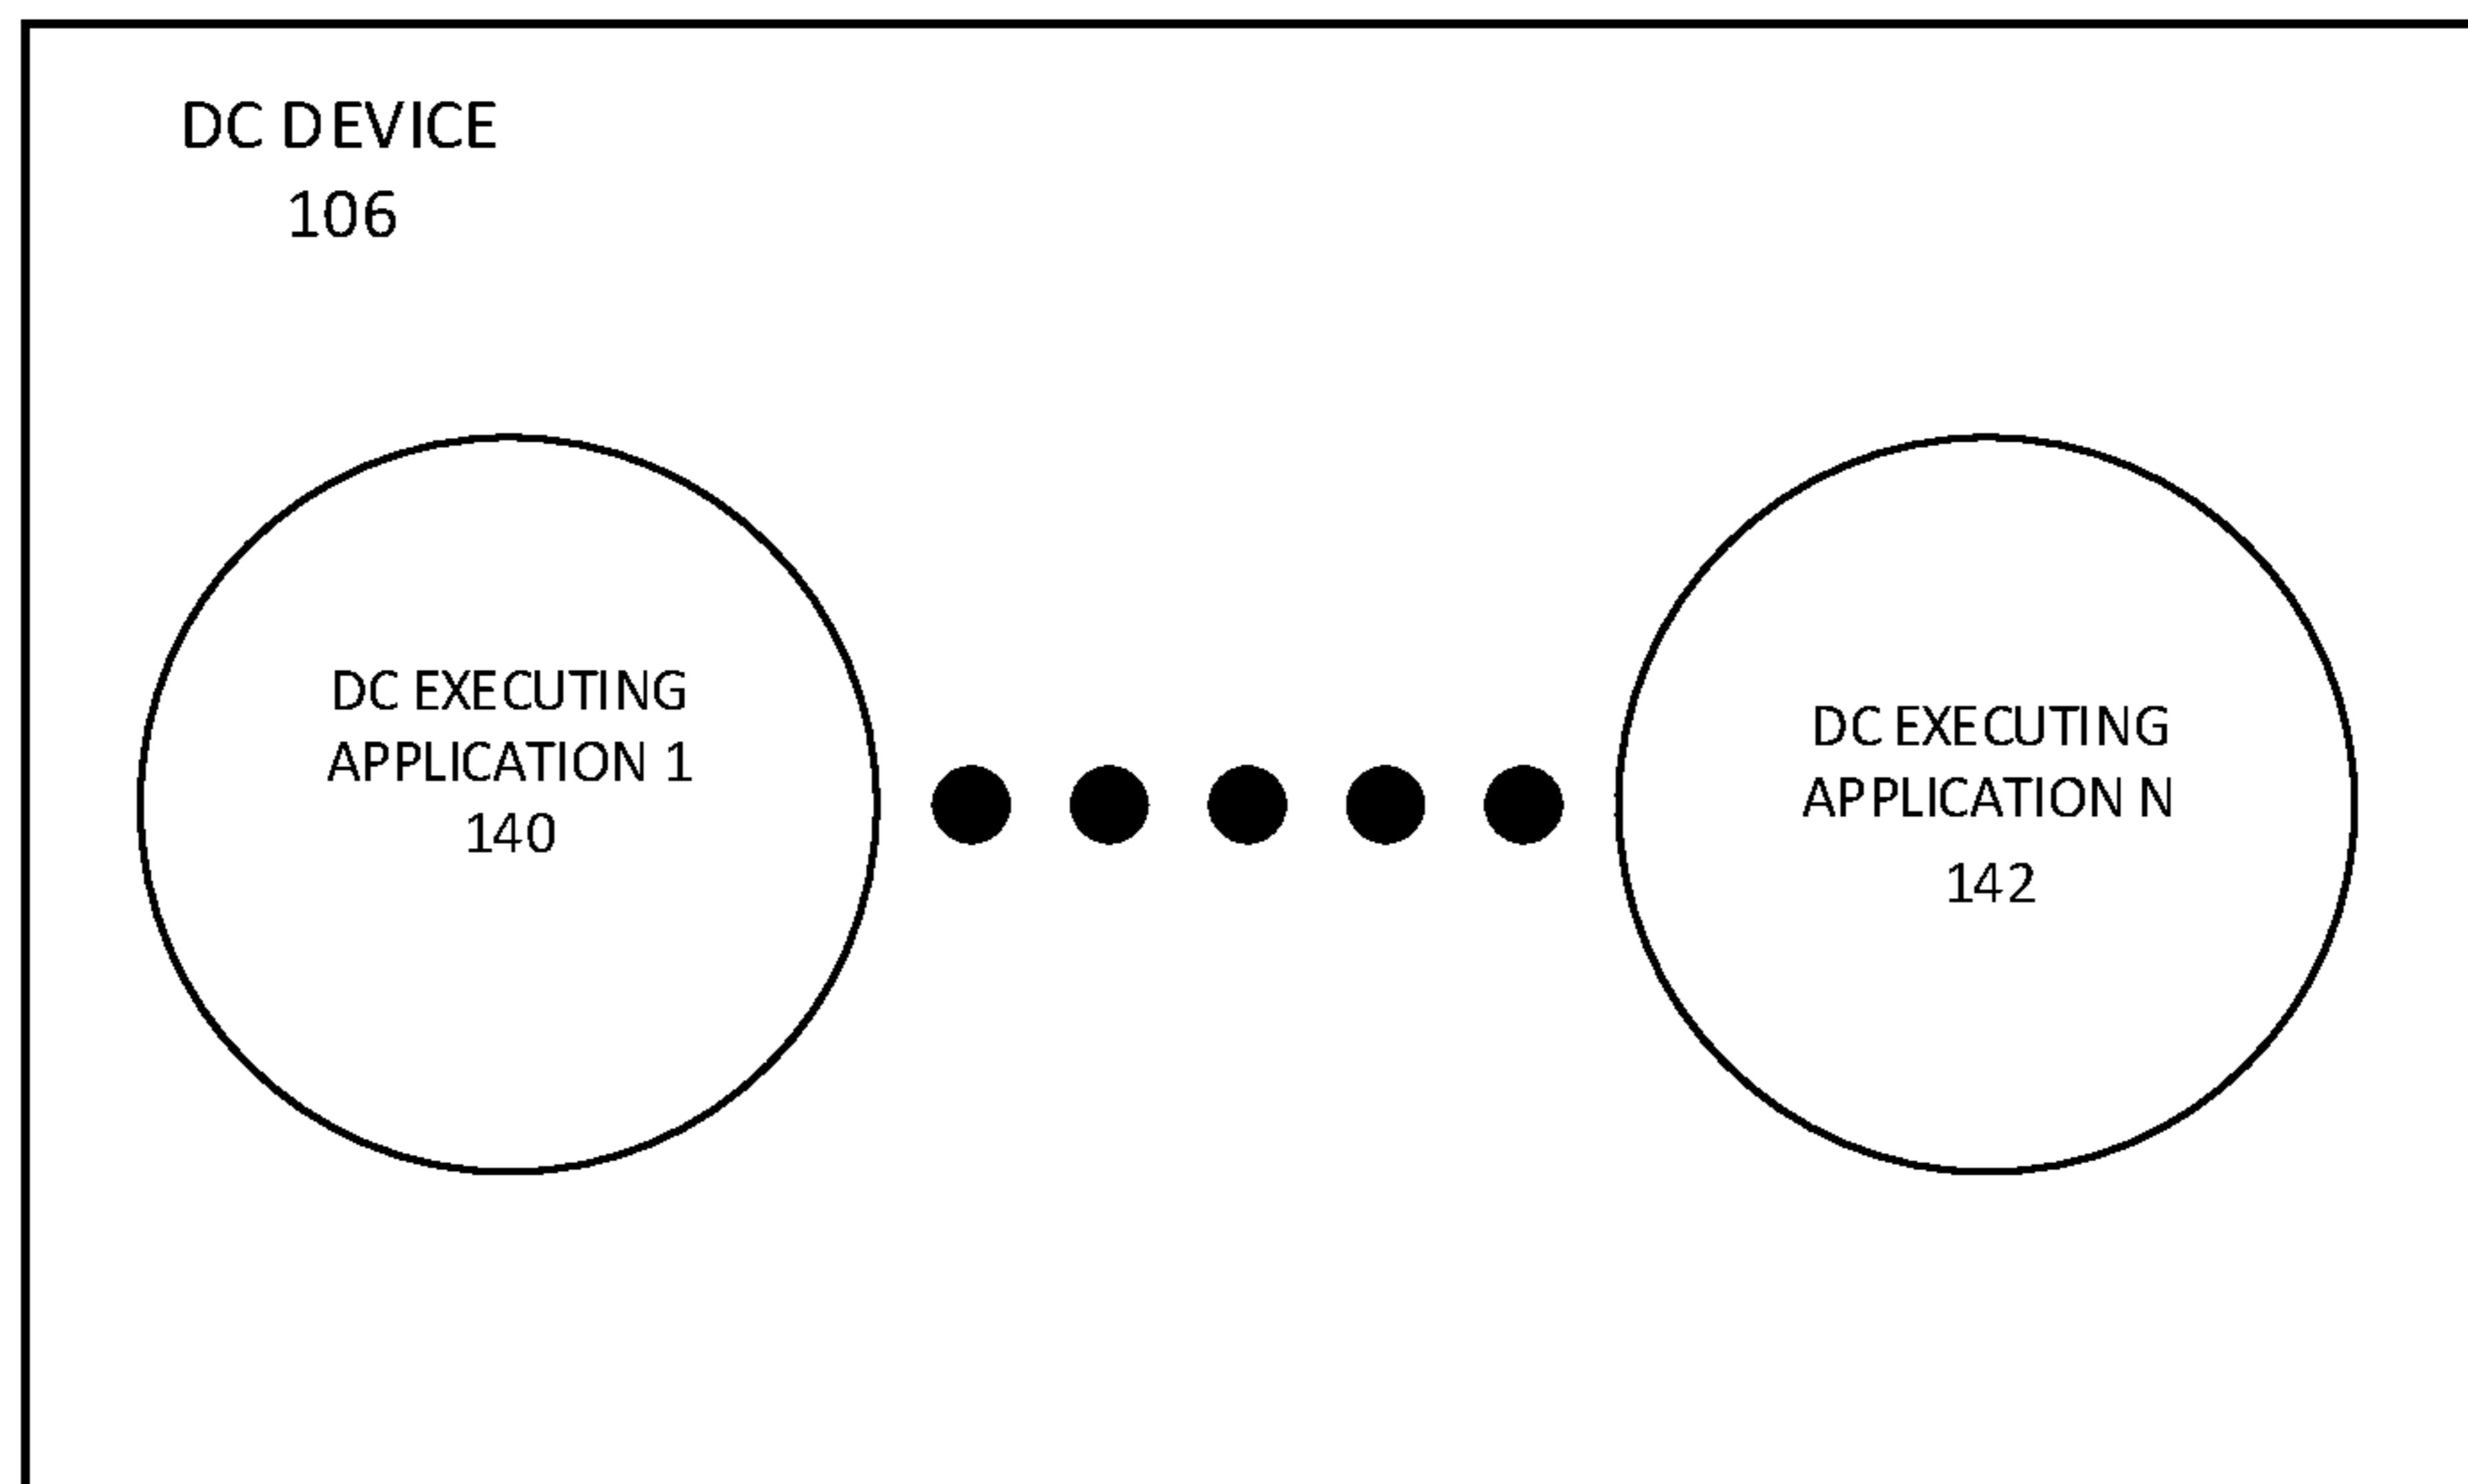 DC DEVICE
106
DC EXECUTING
APPLICATION 1
140
DC EXECUTING
APPLICATION N
142